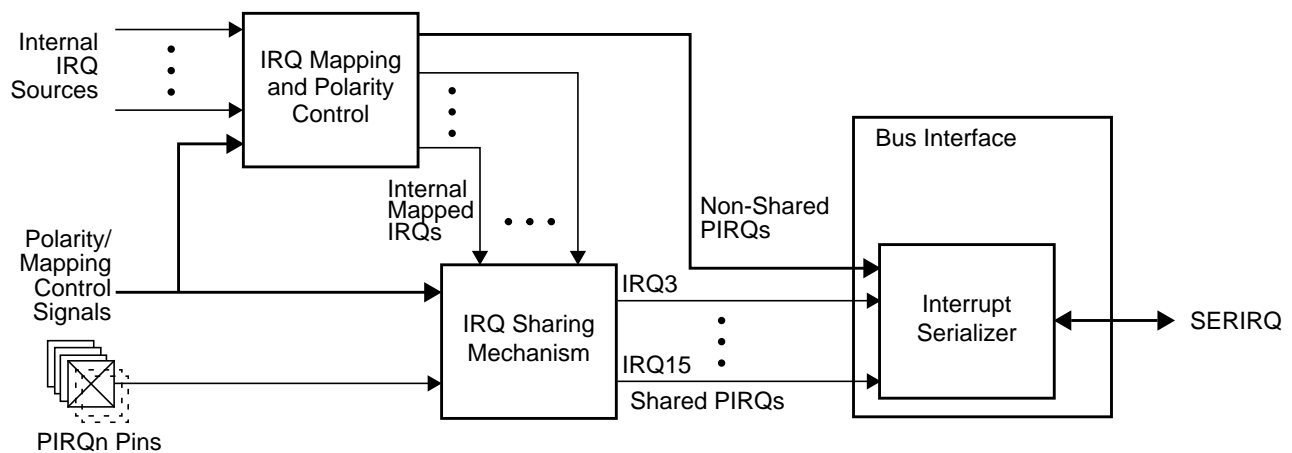 Internal
IRQ
Sources
IRQ Mapping
and Polarity
Control
Bus Interface
Internal
Mapped
IRQs
Non-Shared
PIRQs
Polarity/
Mapping
Control
Signals
IRQ Sharing
Mechanism
IRQ3
IRQ15
Shared PIRQs
Interrupt
Serializer
SERIRQ
PIRQn Pins